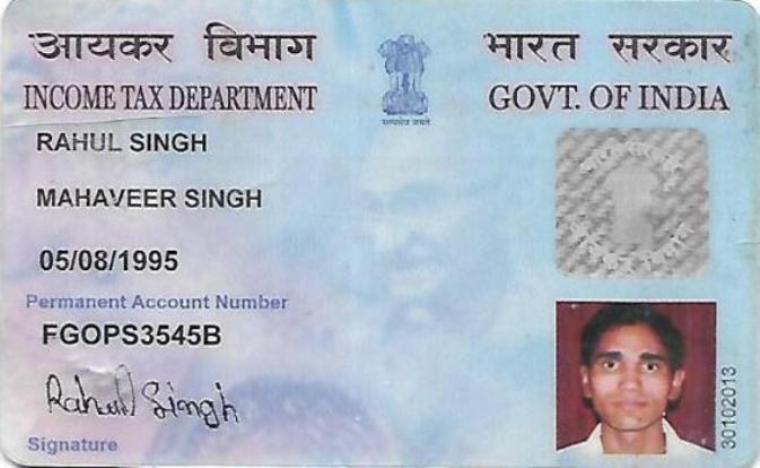 आयकर विभाग
भारत सरकार
INCOME TAX DEPARTMENT
GOVT. OF INDIA
सत्यमेव जयते
RAHUL SINGH
MAHAVEER SINGH
05/08/1995
Permanent Account Number
FGOPS3545B
Rahul Singh
Signature
30102013